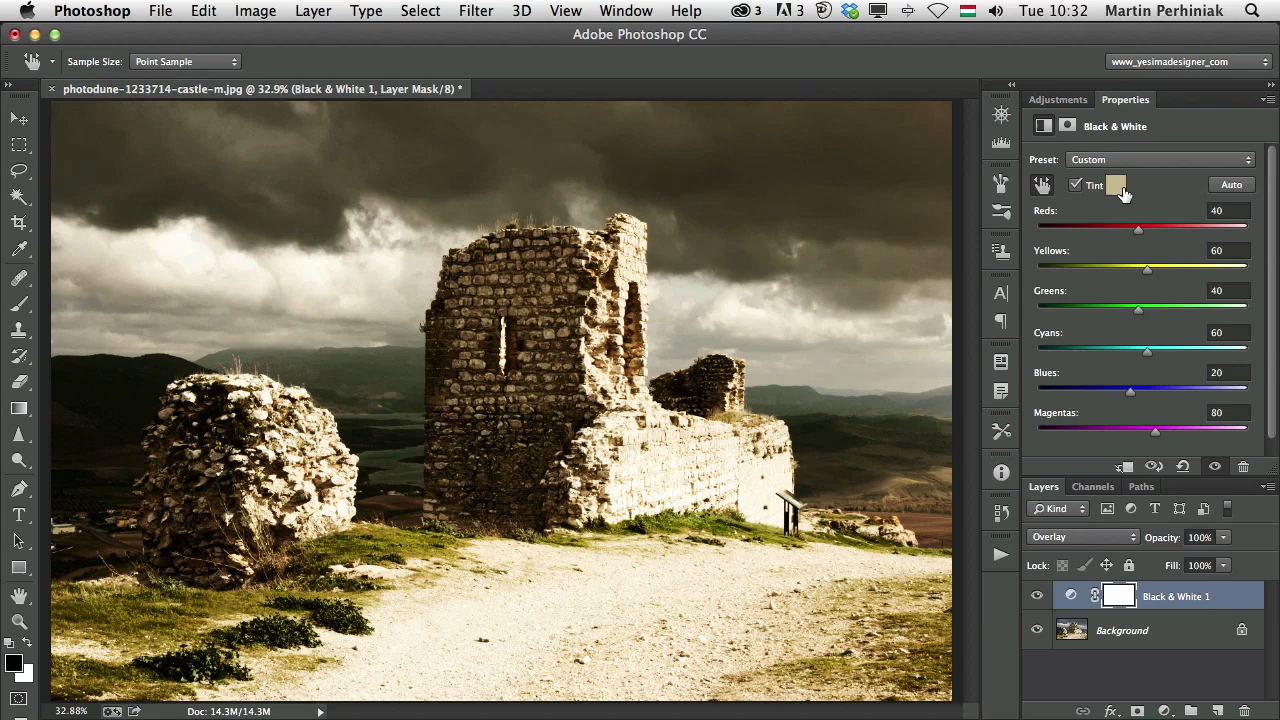 Photoshop File Edit Image Layer Type Select Filter 3D View Window Help 3 3 Tue 10:32 Martin Perhiniak
Adobe Photoshop CC
Sample Size: Point Sample www_yesimadesigner_com
photodune-1233714-castle-m.jpg @ 32.9% (Black & White 1, Layer Mask/8) *
Adjustments Properties
Black & White
Preset: Custom
Tint Auto
Reds: 40
Yellows: 60
Greens: 40
Cyans: 60
Blues: 20
Magentas: 80
Layers Channels Paths
Kind
Overlay Opacity: 100%
Lock: Fill: 100%
Black & White 1
Background
32.88% Doc: 14.3M/14.3M